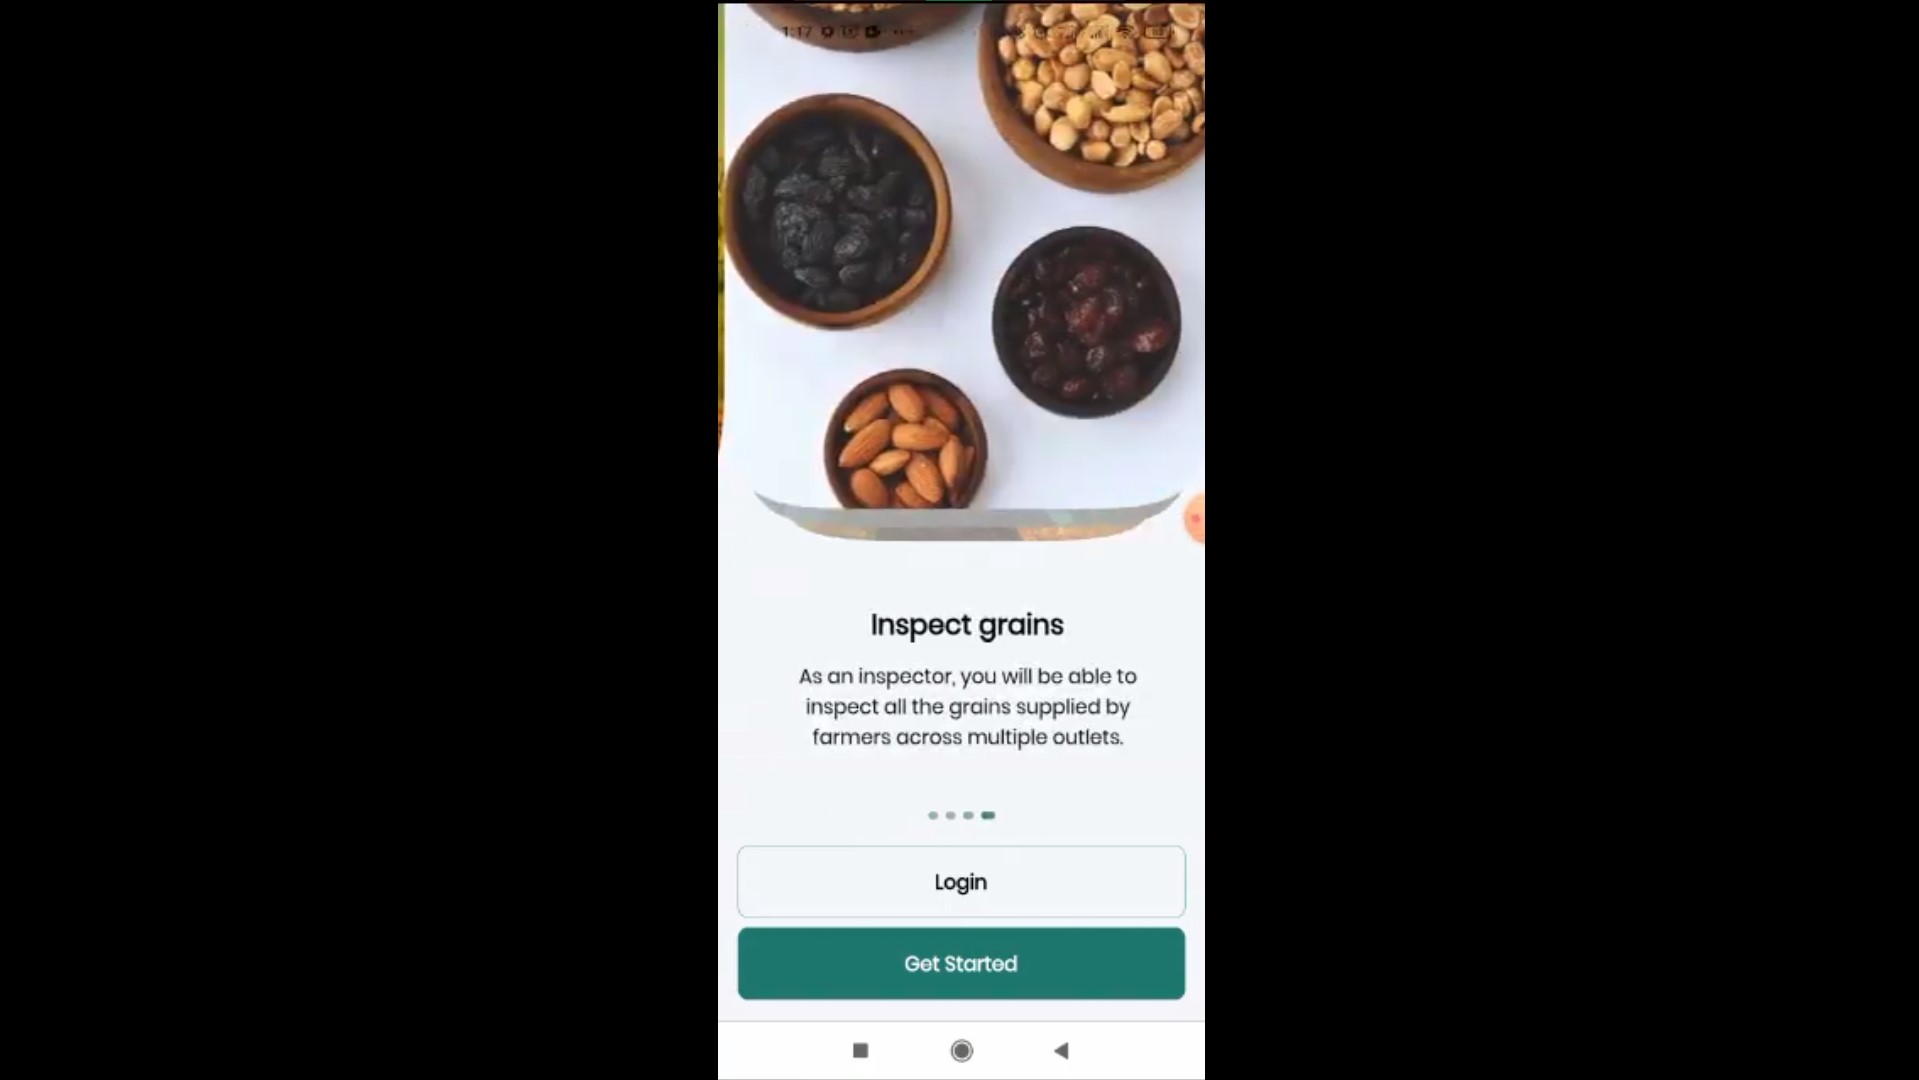 1:17
Inspect grains
As an inspector, you will be able to
inspect all the grains supplied by
farmers across multiple outlets.
Login
Get Started